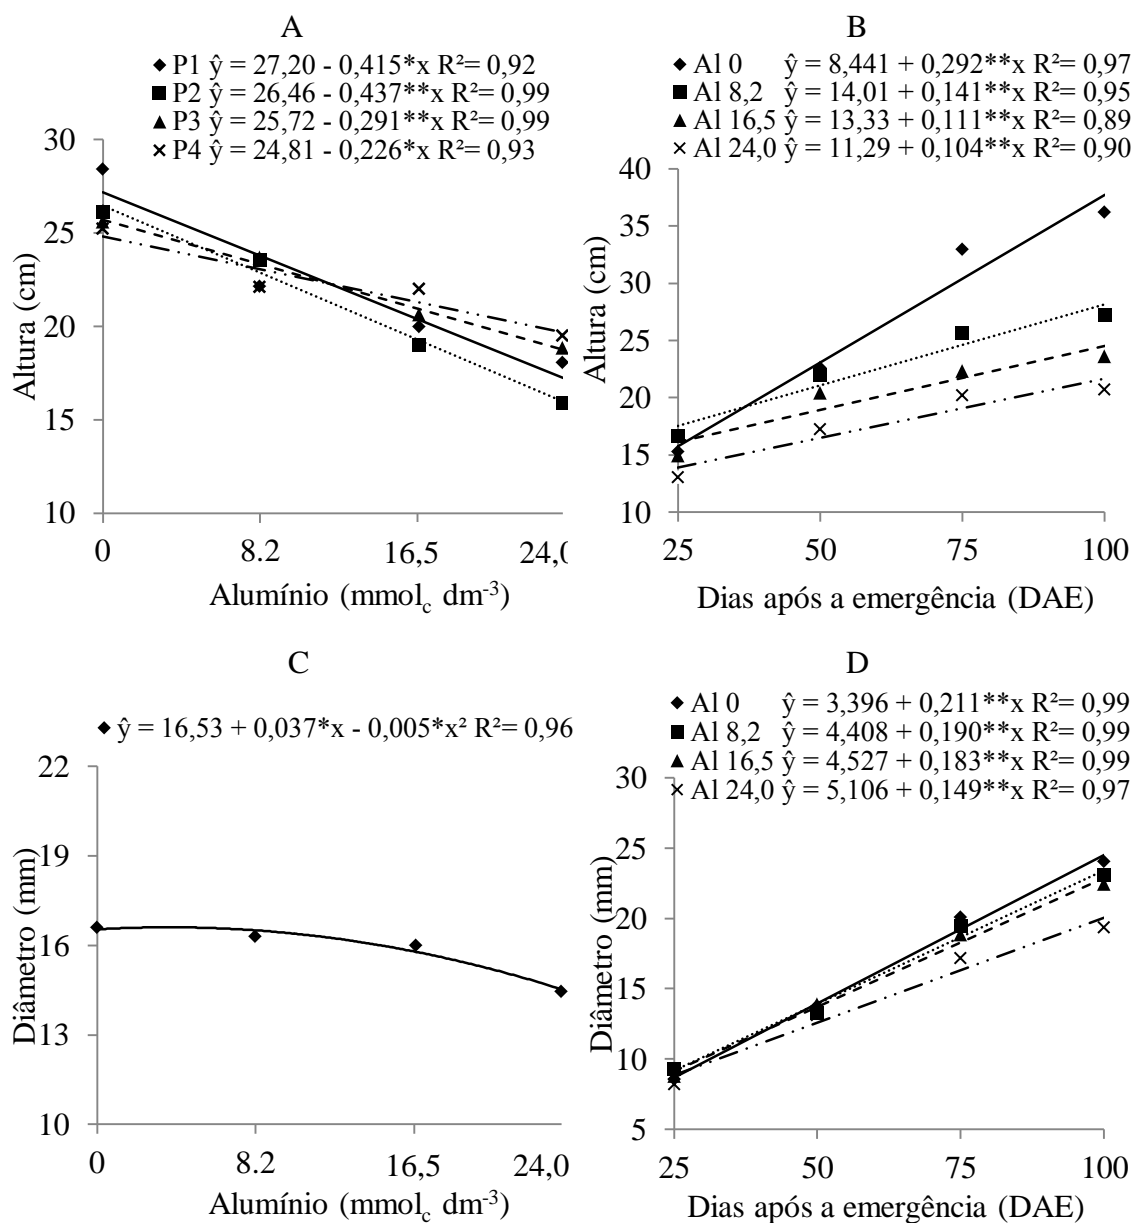 A
P1 ŷ = 27,20 - 0,415*x R²= 0,92
P2 ŷ = 26,46 - 0,437**x R²= 0,99
P3 ŷ = 25,72 - 0,291**x R²= 0,99
P4 ŷ = 24,81 - 0,226*x R²= 0,93
30
25
20
15
10
Altura (cm)
0 8.2 16,5 24,0
Alumínio (mmol_c dm⁻³)
B
Al 0 ŷ = 8,441 + 0,292**x R²= 0,97
Al 8,2 ŷ = 14,01 + 0,141**x R²= 0,95
Al 16,5 ŷ = 13,33 + 0,111**x R²= 0,89
Al 24,0 ŷ = 11,29 + 0,104**x R²= 0,90
40
35
30
25
20
15
10
Altura (cm)
25 50 75 100
Dias após a emergência (DAE)
C
ŷ = 16,53 + 0,037*x - 0,005*x² R²= 0,96
22
19
16
13
10
Diâmetro (mm)
0 8.2 16,5 24,0
Alumínio (mmol_c dm⁻³)
D
Al 0 ŷ = 3,396 + 0,211**x R²= 0,99
Al 8,2 ŷ = 4,408 + 0,190**x R²= 0,99
Al 16,5 ŷ = 4,527 + 0,183**x R²= 0,99
Al 24,0 ŷ = 5,106 + 0,149**x R²= 0,97
30
25
20
15
10
5
Diâmetro (mm)
25 50 75 100
Dias após a emergência (DAE)